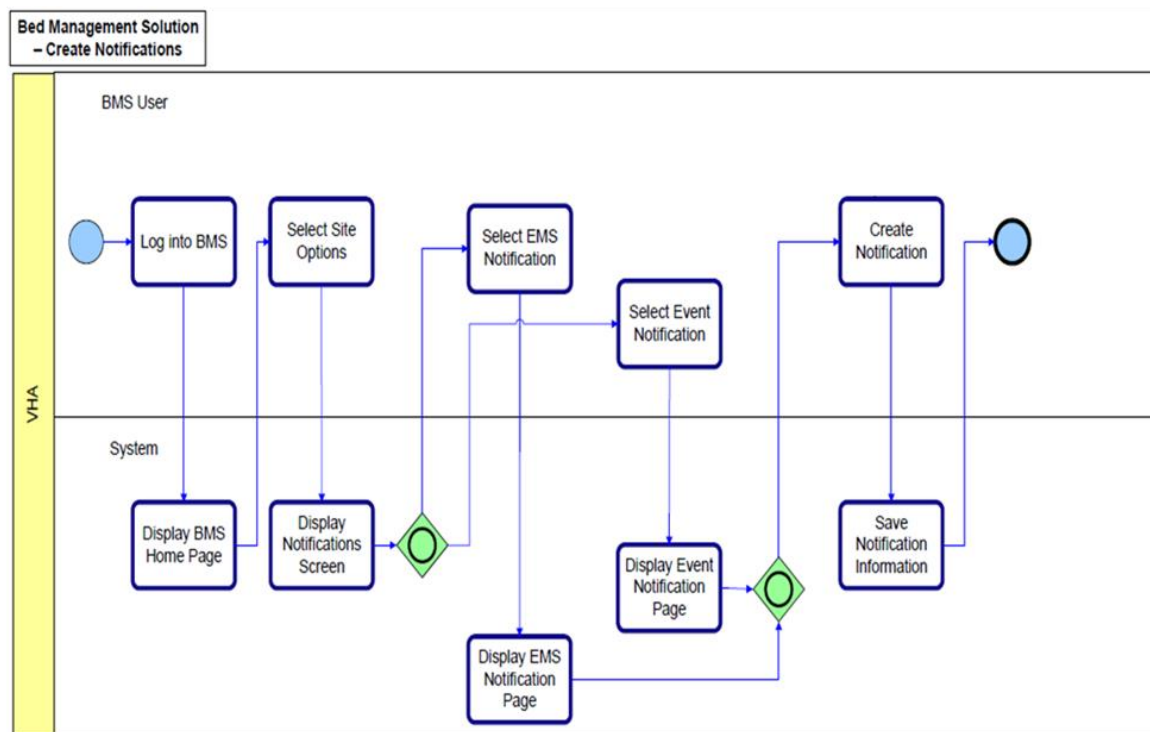 Bed Management Solution
– Create Notifications
VHA
BMS User
Log into BMS
Select Site
Options
Select EMS
Notification
Select Event
Notification
Create
Notification
System
Display BMS
Home Page
Display
Notifications
Screen
Display EMS
Notification
Page
Display Event
Notification
Page
Save
Notification
Information